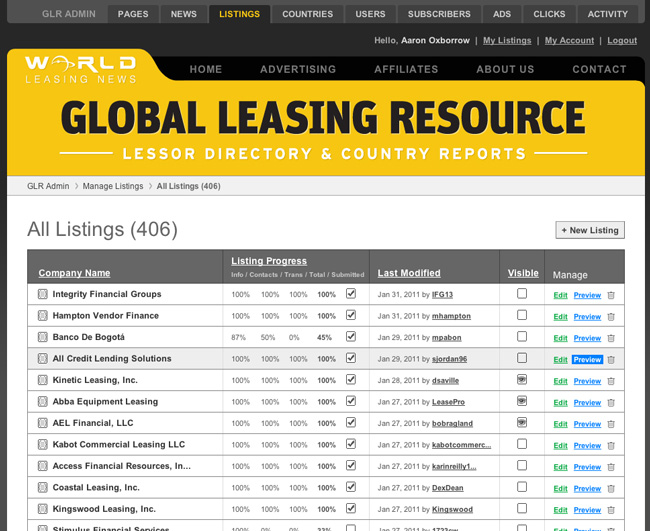 GLR ADMIN PAGES NEWS LISTINGS COUNTRIES USERS SUBSCRIBERS ADS CLICKS ACTIVITY
Hello, Aaron Oxborrow | My Listings | My Account | Logout
WORLD
LEASING NEWS
HOME ADVERTISING AFFILIATES ABOUT US CONTACT
GLOBAL LEASING RESOURCE
LESSOR DIRECTORY & COUNTRY REPORTS
GLR Admin > Manage Listings > All Listings (406)
All Listings (406) + New Listing
Company Name Listing Progress Last Modified Visible Manage
Info / Contacts / Trans / Total / Submitted
Integrity Financial Groups 100% 100% 100% 100% Jan 31, 2011 by IFG13 Edit Preview
Hampton Vendor Finance 100% 100% 100% 100% Jan 31, 2011 by mhampton Edit Preview
Banco De Bogotá 87% 50% 0% 45% Jan 29, 2011 by mpabon Edit Preview
All Credit Lending Solutions 100% 100% 100% 100% Jan 29, 2011 by sjordan96 Edit Preview
Kinetic Leasing, Inc. 100% 100% 100% 100% Jan 28, 2011 by dsaville Edit Preview
Abba Equipment Leasing 100% 100% 100% 100% Jan 27, 2011 by LeasePro Edit Preview
AEL Financial, LLC 100% 100% 100% 100% Jan 27, 2011 by bobragland Edit Preview
Kabot Commercial Leasing LLC 100% 100% 100% 100% Jan 27, 2011 by kabotcommerc... Edit Preview
Access Financial Resources, In... 100% 100% 100% 100% Jan 27, 2011 by karinreilly1... Edit Preview
Coastal Leasing, Inc. 100% 100% 100% 100% Jan 27, 2011 by DexDean Edit Preview
Kingswood Leasing, Inc. 100% 100% 100% 100% Jan 27, 2011 by Kingswood Edit Preview
Stimulus Financial Services 100% 0% 0% 33% Jan 27, 2011 by Edit Preview